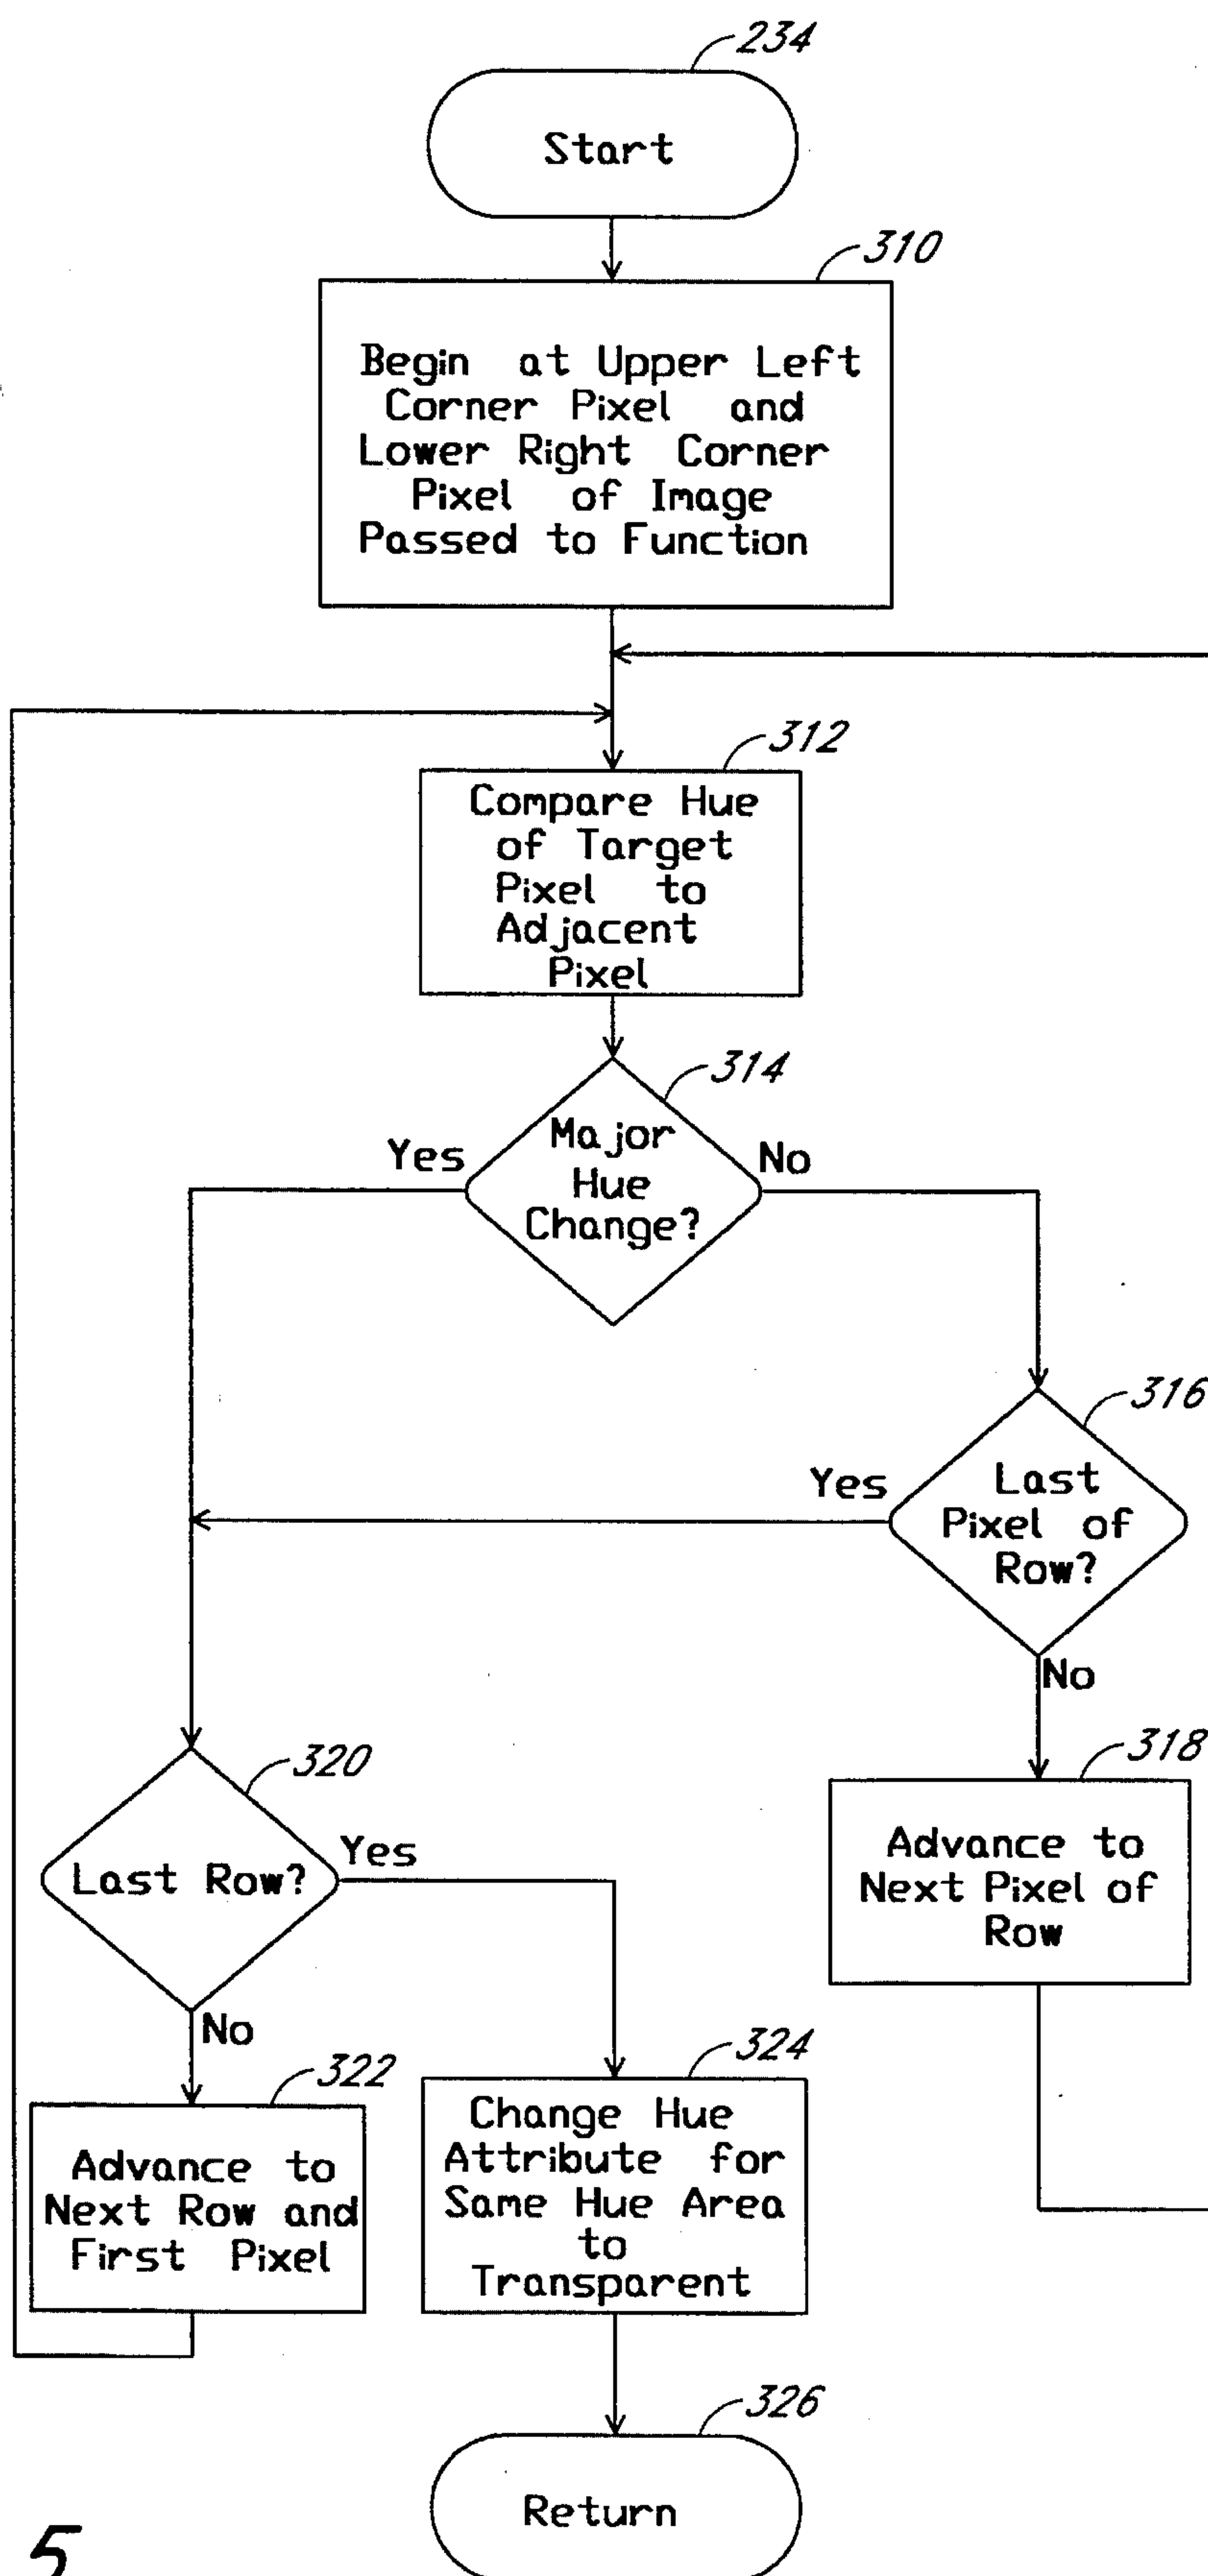 234
Start
310
Begin at Upper Left
Corner Pixel and
Lower Right Corner
Pixel of Image
Passed to Function
312
Compare Hue
of Target
Pixel to
Adjacent
Pixel
314
Major
Hue
Change?
Yes
No
316
Last
Pixel of
Row?
Yes
No
318
Advance to
Next Pixel of
Row
320
Last Row?
Yes
No
322
Advance to
Next Row and
First Pixel
324
Change Hue
Attribute for
Same Hue Area
to
Transparent
326
Return
5